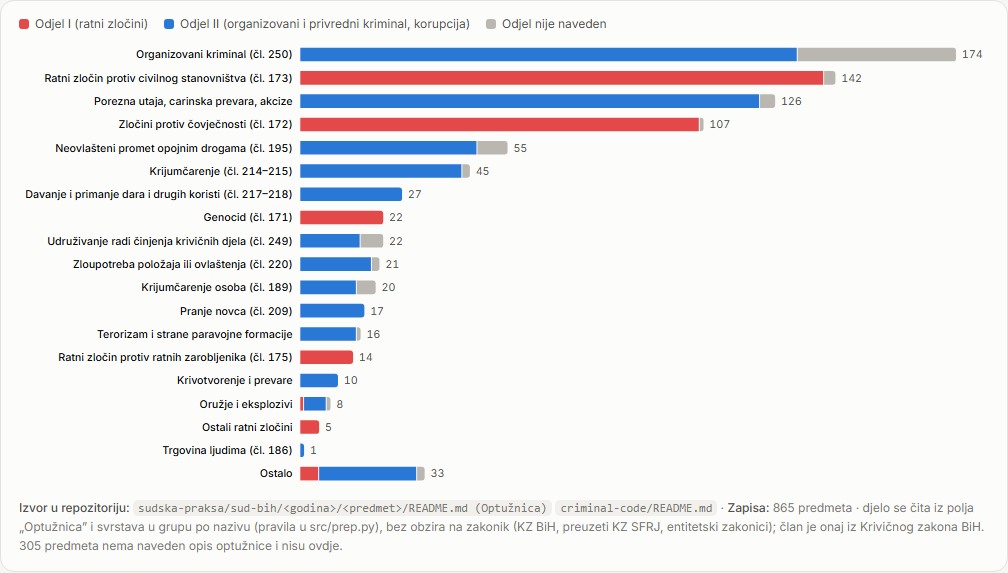 Odjel I (ratni zločini) Odjel II (organizovani i privredni kriminal, korupcija) Odjel nije naveden
Organizovani kriminal (čl. 250) 174
Ratni zločin protiv civilnog stanovništva (čl. 173) 142
Porezna utaja, carinska prevara, akcize 126
Zločini protiv čovječnosti (čl. 172) 107
Neovlašteni promet opojnim drogama (čl. 195) 55
Krijumčarenje (čl. 214–215) 45
Davanje i primanje dara i drugih koristi (čl. 217–218) 27
Genocid (čl. 171) 22
Udruživanje radi činjenja krivičnih djela (čl. 249) 22
Zloupotreba položaja ili ovlaštenja (čl. 220) 21
Krijumčarenje osoba (čl. 189) 20
Pranje novca (čl. 209) 17
Terorizam i strane paravojne formacije 16
Ratni zločin protiv ratnih zarobljenika (čl. 175) 14
Krivotvorenje i prevare 10
Oružje i eksplozivi 8
Ostali ratni zločini 5
Trgovina ljudima (čl. 186) 1
Ostalo 33
Izvor u repozitoriju: sudska-praksa/sud-bih/<godina>/<predmet>/README.md (Optužnica) criminal-code/README.md · Zapisa: 865 predmeta · djelo se čita iz polja
„Optužnica” i svrstava u grupu po nazivu (pravila u src/prep.py), bez obzira na zakonik (KZ BiH, preuzeti KZ SFRJ, entitetski zakonici); član je onaj iz Krivičnog zakona BiH.
305 predmeta nema naveden opis optužnice i nisu ovdje.